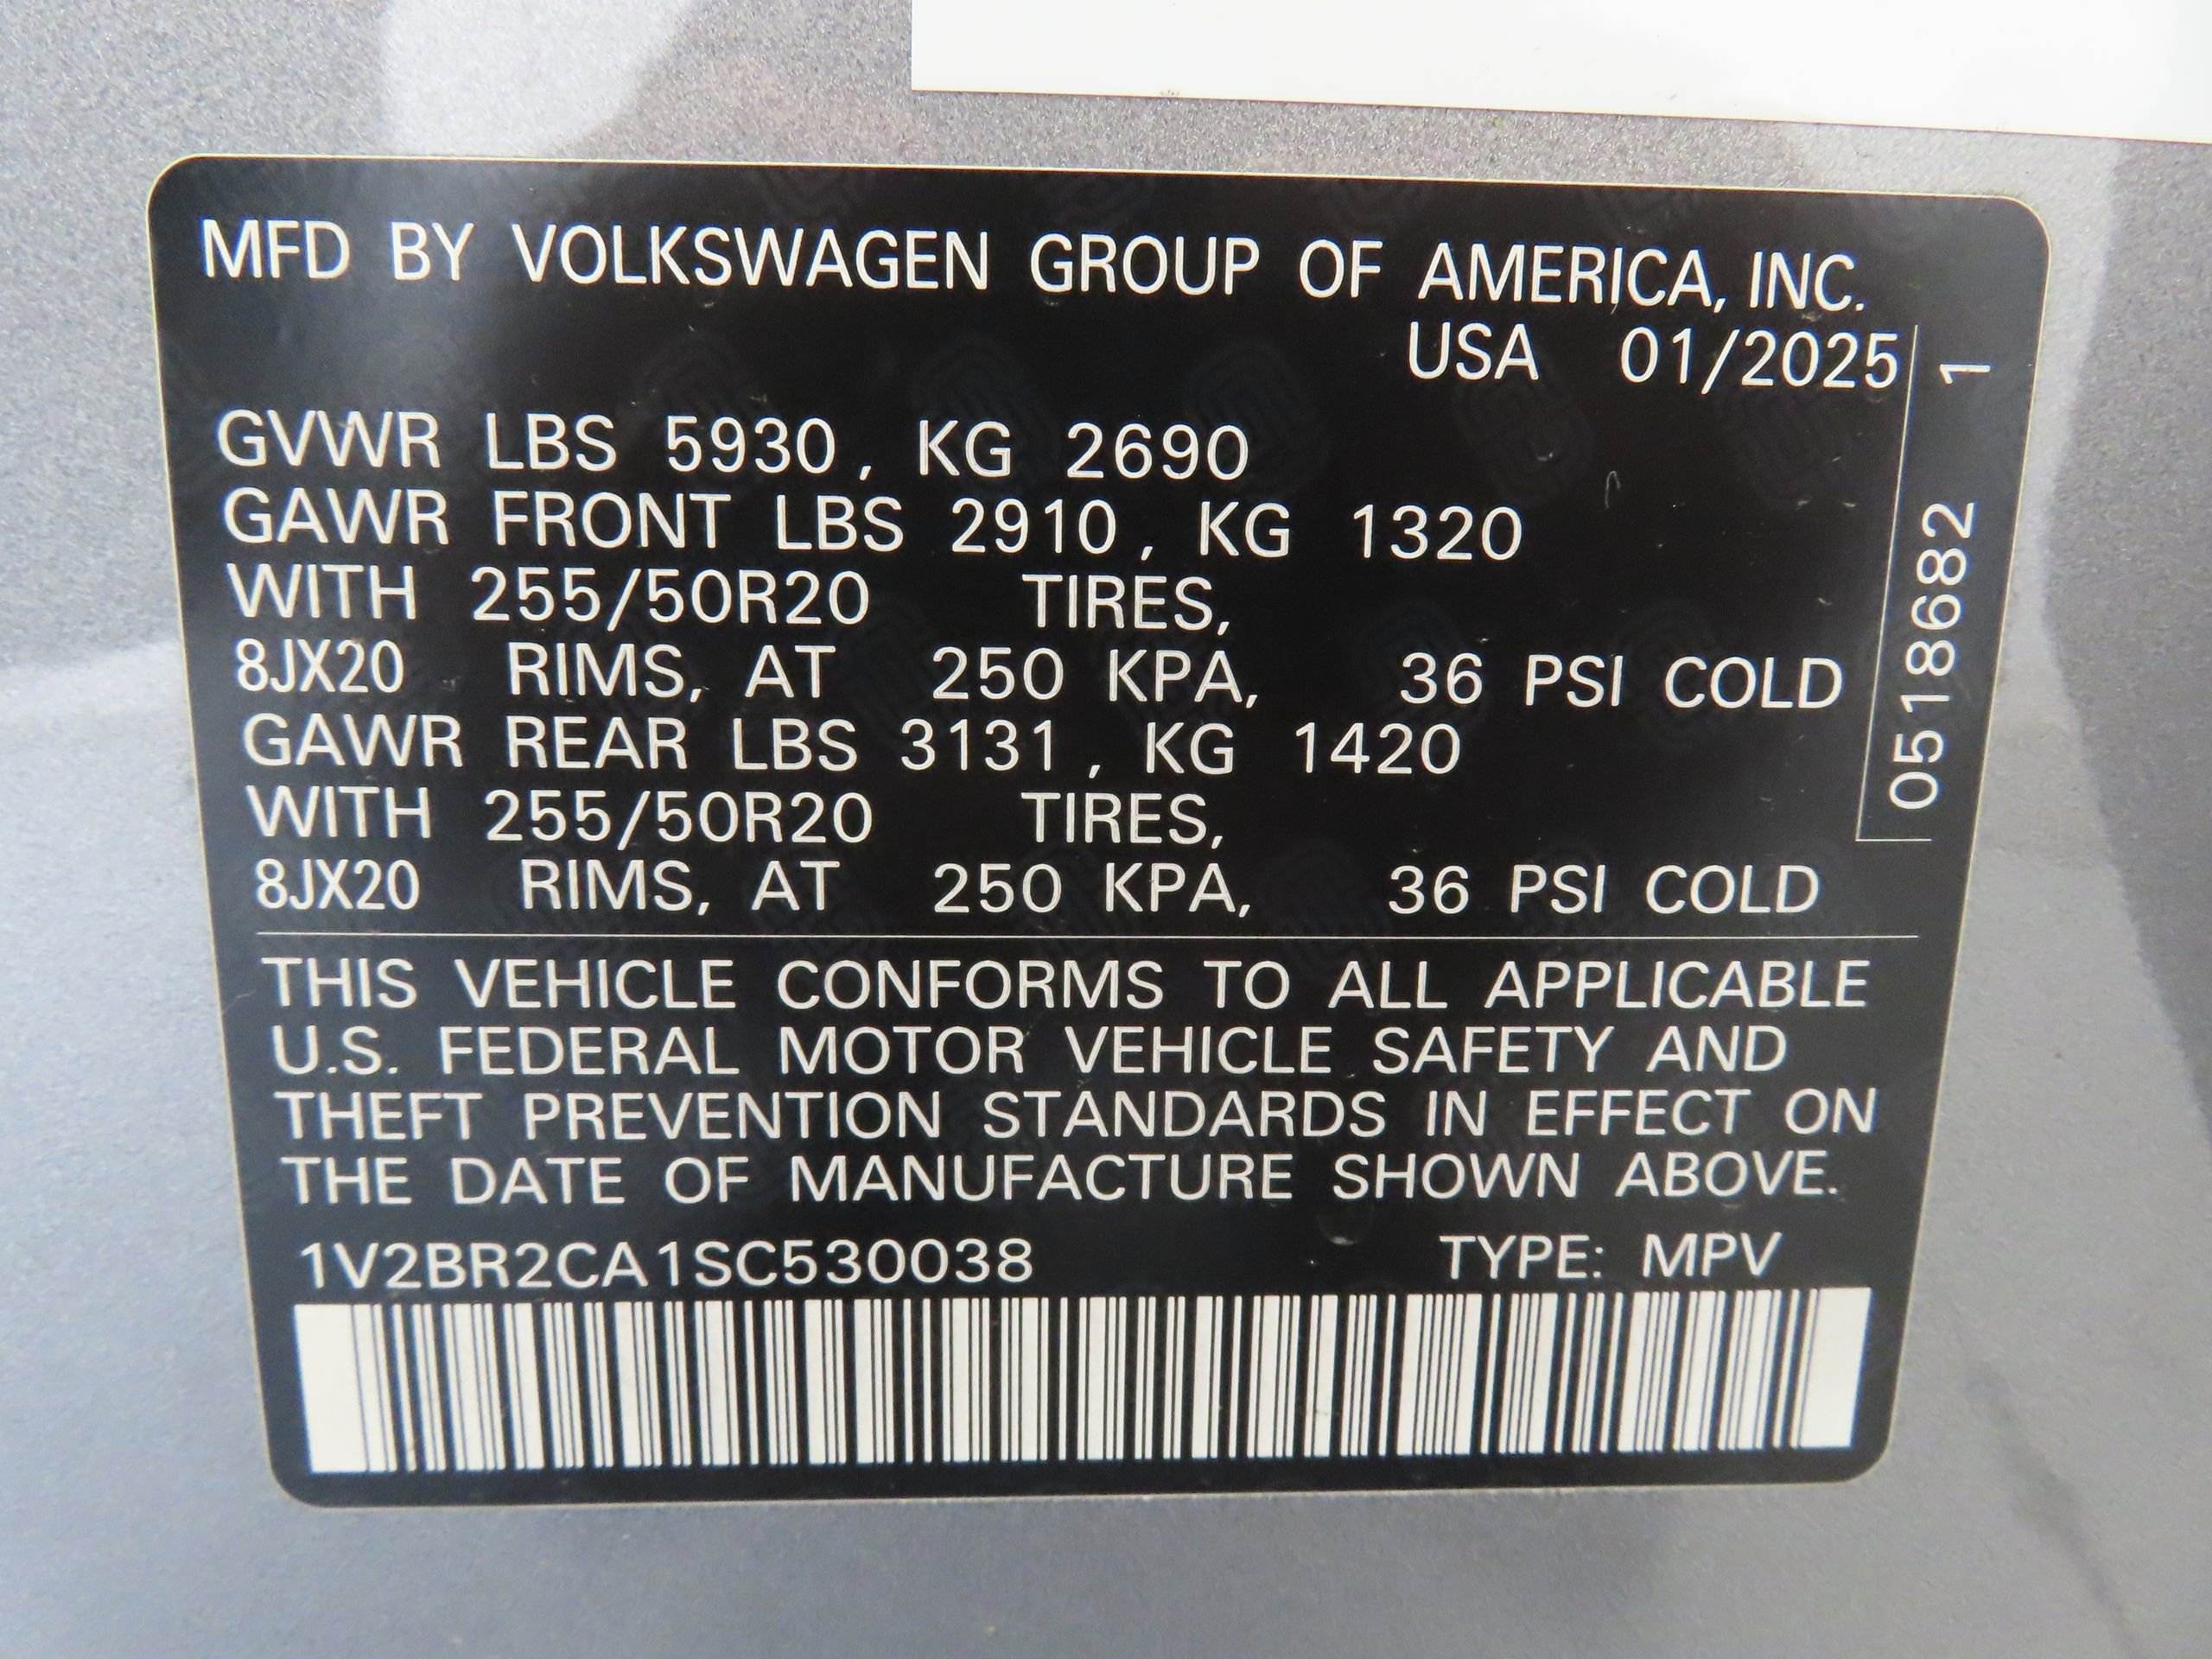 MFD BY VOLKSWAGEN GROUP OF AMERICA, INC.
USA 01/2025
GVWR LBS 5930, KG 2690
GAWR FRONT LBS 2910, KG 1320
WITH 255/50R20 TIRES,
8JX20 RIMS, AT 250 KPA, 36 PSI COLD
GAWR REAR LBS 3131, KG 1420
WITH 255/50R20 TIRES,
8JX20 RIMS, AT 250 KPA, 36 PSI COLD
0518682 1
THIS VEHICLE CONFORMS TO ALL APPLICABLE
U.S. FEDERAL MOTOR VEHICLE SAFETY AND
THEFT PREVENTION STANDARDS IN EFFECT ON
THE DATE OF MANUFACTURE SHOWN ABOVE.
1V2BR2CA1SC530038 TYPE: MPV